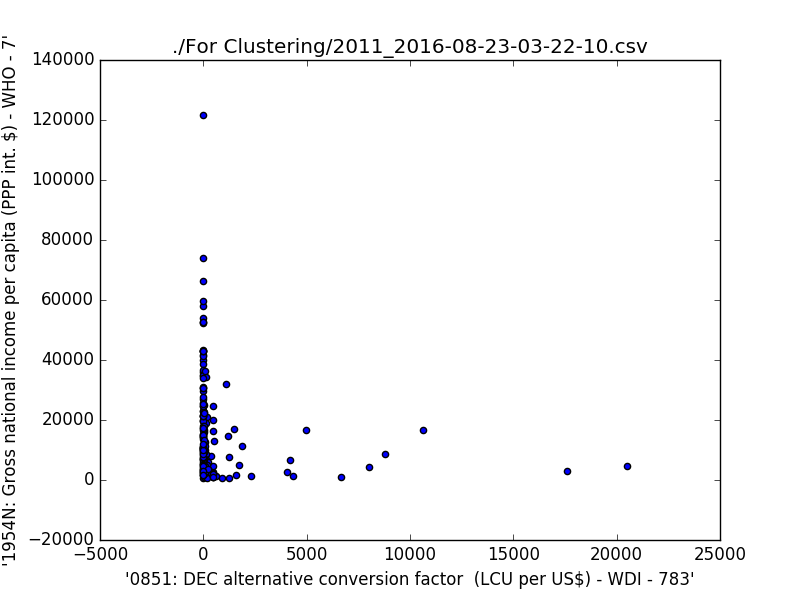 ./For Clustering/2011_2016-08-23-03-22-10.csv
'1954N: Gross national income per capita (PPP int. $) - WHO - 7'
140000
120000
100000
80000
60000
40000
20000
0
−20000
−5000 0 5000 10000 15000 20000 25000
'0851: DEC alternative conversion factor  (LCU per US$) - WDI - 783'